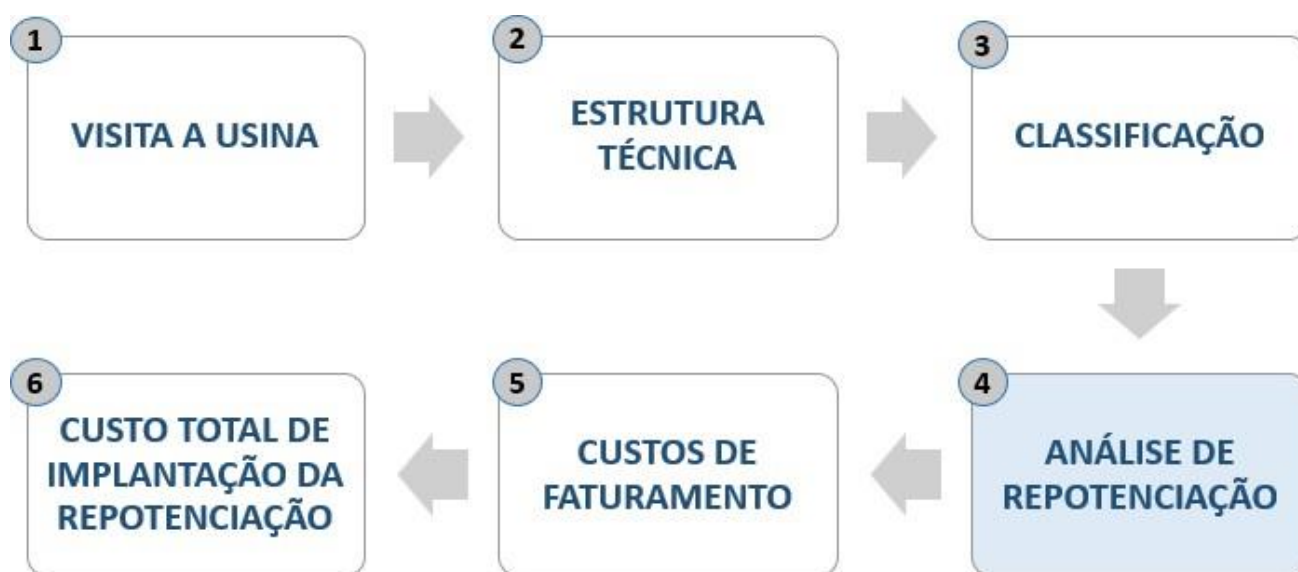 1
VISITA A USINA
2
ESTRUTURA
TÉCNICA
3
CLASSIFICAÇÃO
4
ANÁLISE DE
REPOTENCIAÇÃO
5
CUSTOS DE
FATURAMENTO
6
CUSTO TOTAL DE
IMPLANTAÇÃO DA
REPOTENCIAÇÃO